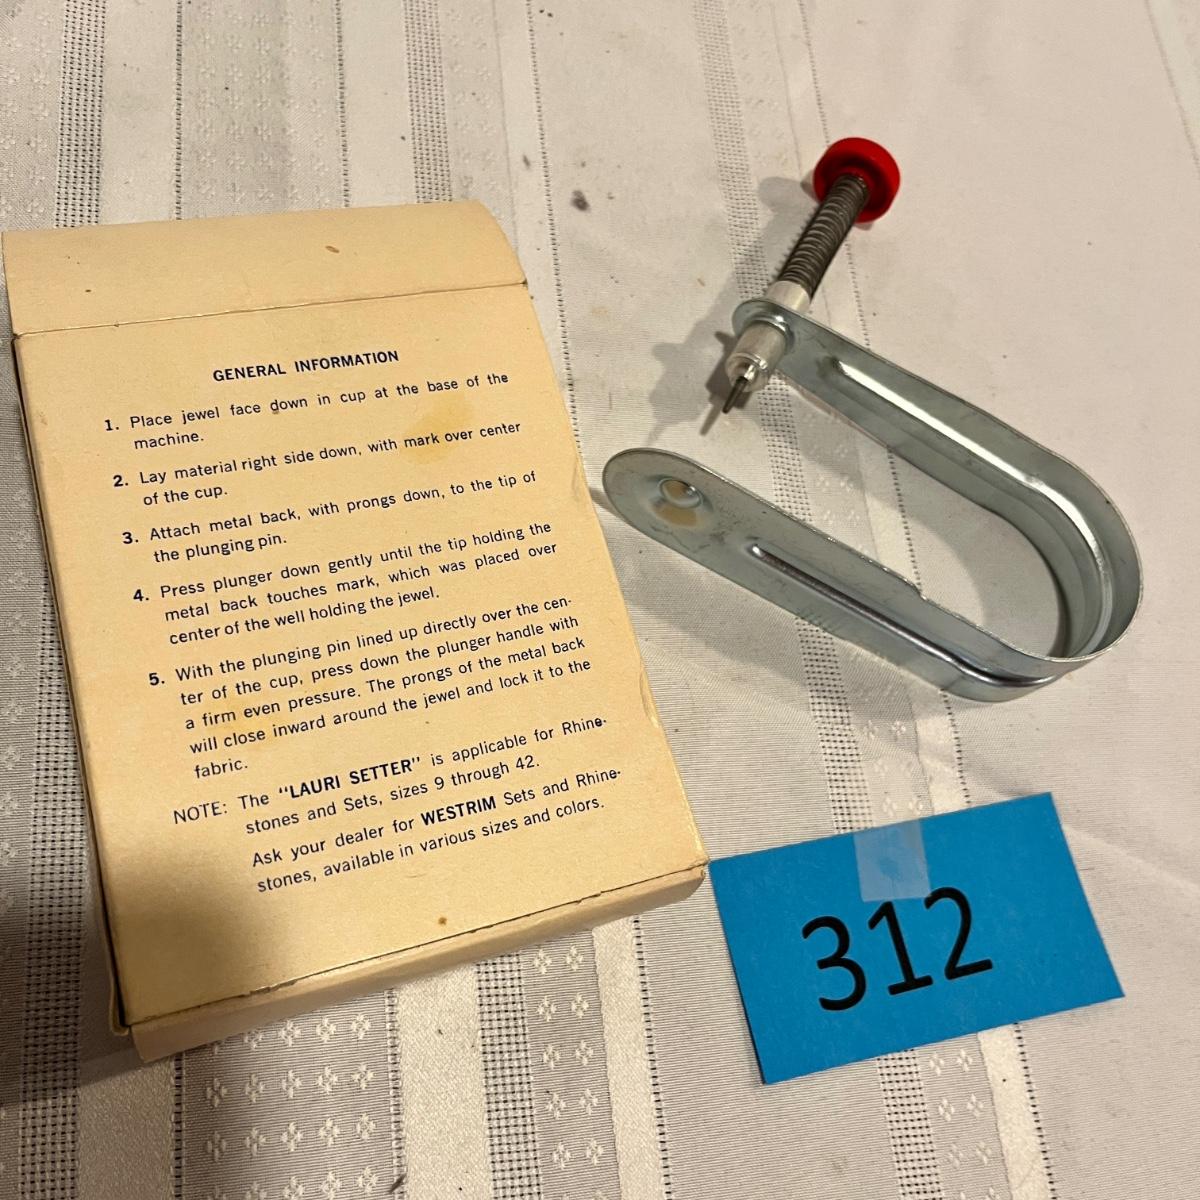 GENERAL INFORMATION
1. Place jewel face down in cup at the base of the
machine.
2. Lay material right side down, with mark over center
of the cup.
3. Attach metal back, with prongs down, to the tip of
the plunging pin.
4. Press plunger down gently until the tip holding the
metal back touches mark, which was placed over
center of the well holding the jewel.
5. With the plunging pin lined up directly over the cen-
ter of the cup, press down the plunger handle with
a firm even pressure. The prongs of the metal back
will close inward around the jewel and lock it to the
fabric.
NOTE: The "LAURI SETTER" is applicable for Rhine-
stones and Sets, sizes 9 through 42.
Ask your dealer for WESTRIM Sets and Rhine-
stones, available in various sizes and colors.
312